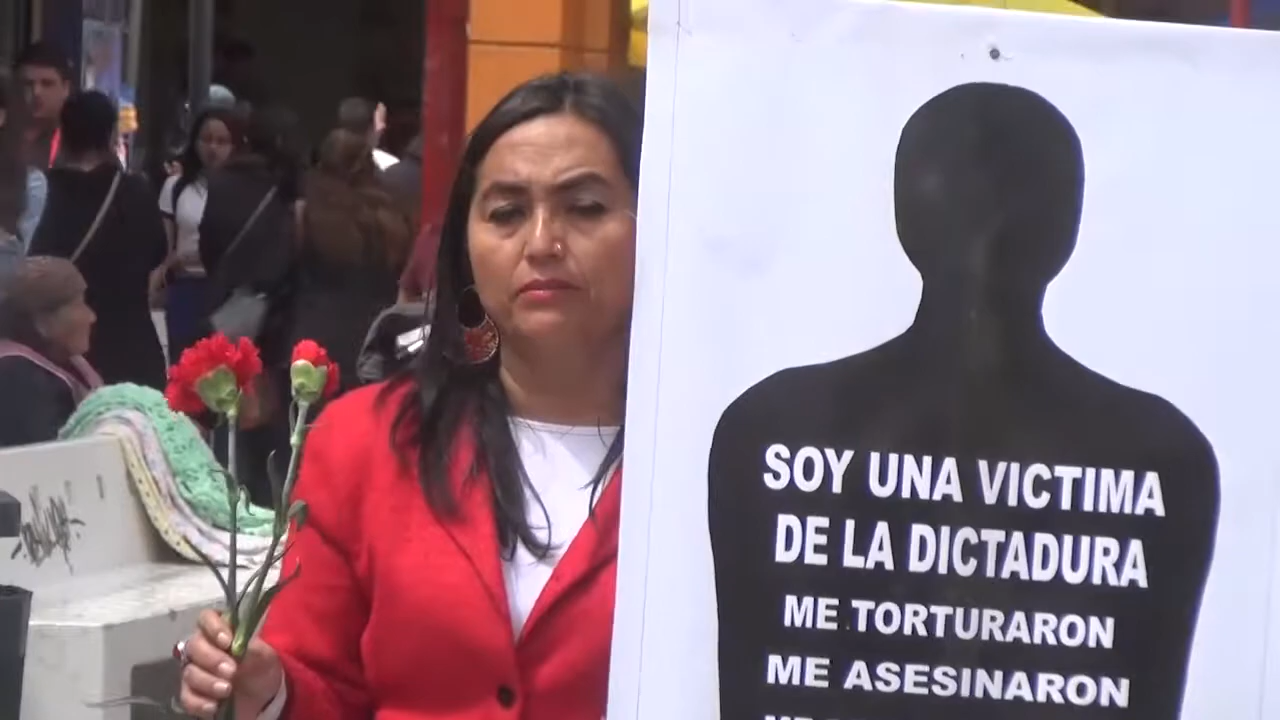 SOY UNA VICTIMA
DE LA DICTADURA
ME TORTURARON
ME ASESINARON